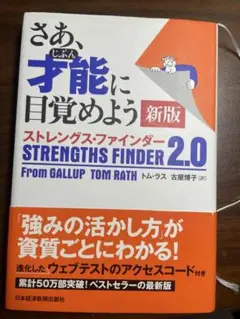 さあ、
じぶん
才能に
目覚めよう 新版
ストレングス・ファインダー
STRENGTHS FINDER 2.0
From GALLUP TOM RATH トム・ラス 古屋博子[訳]
「強みの活かし方」が
資質ごとにわかる!
進化したウェブテストのアクセスコード付き
累計50万部突破!ベストセラーの最新版
日本経済新聞出版社